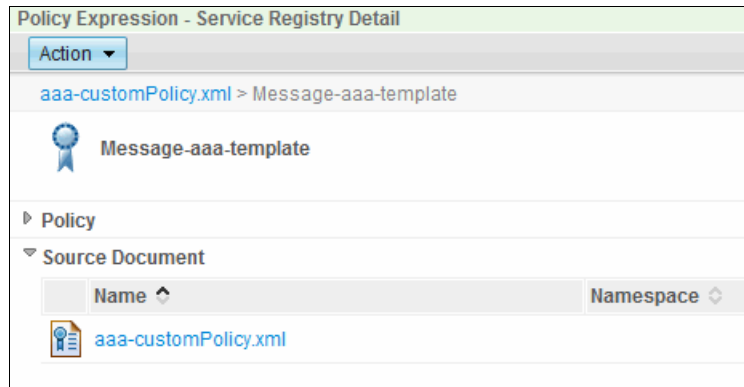 Policy Expression - Service Registry Detail
Action
aaa-customPolicy.xml > Message-aaa-template
Message-aaa-template
Policy
Source Document
Name Namespace
aaa-customPolicy.xml